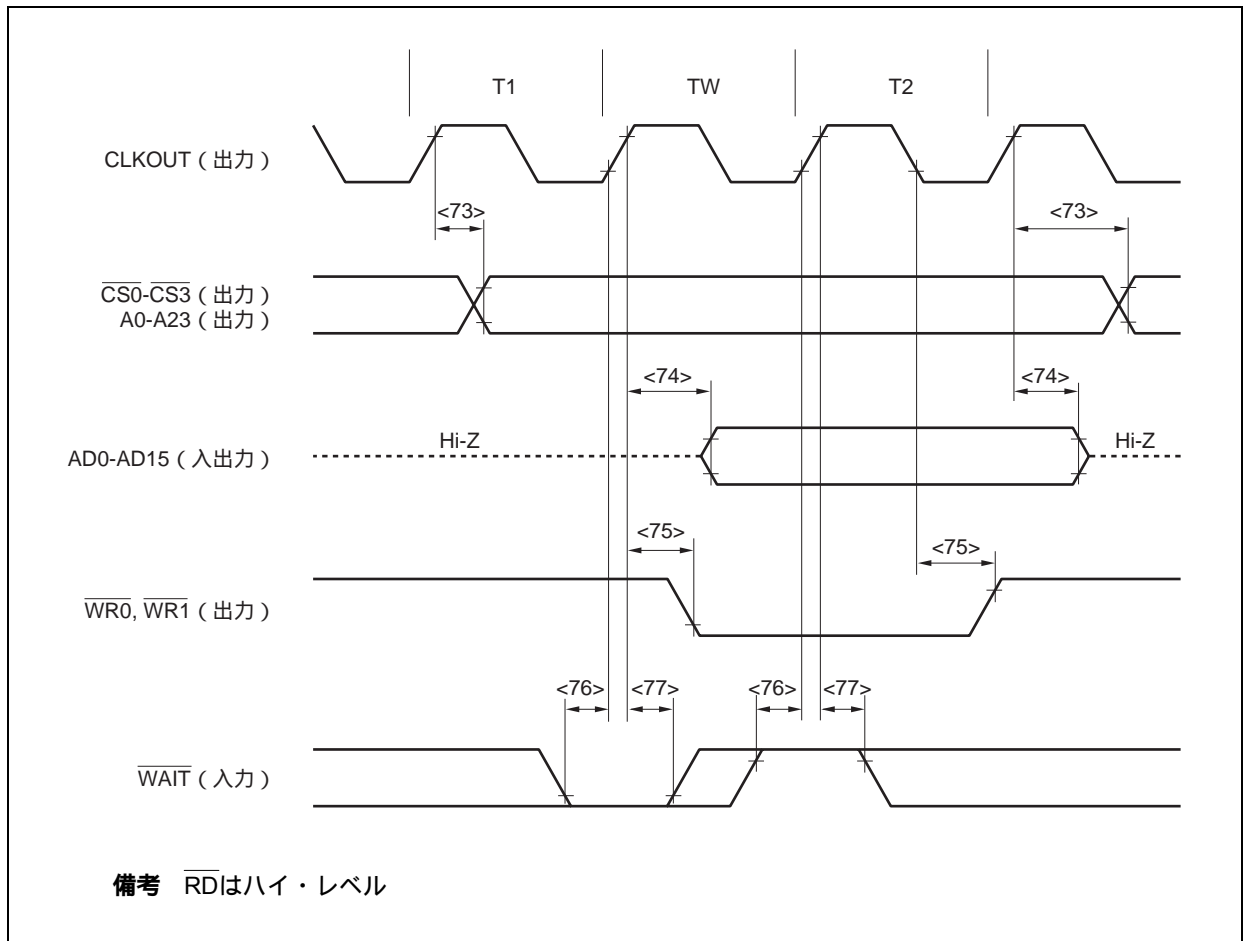 T1 TW T2
CLKOUT（出力）
<73> <73>
CS0-CS3（出力）
A0-A23（出力）
<74> <74>
AD0-AD15（入出力） Hi-Z Hi-Z
<75> <75>
WR0, WR1（出力）
<76> <77> <76> <77>
WAIT（入力）
備考 RDはハイ・レベル